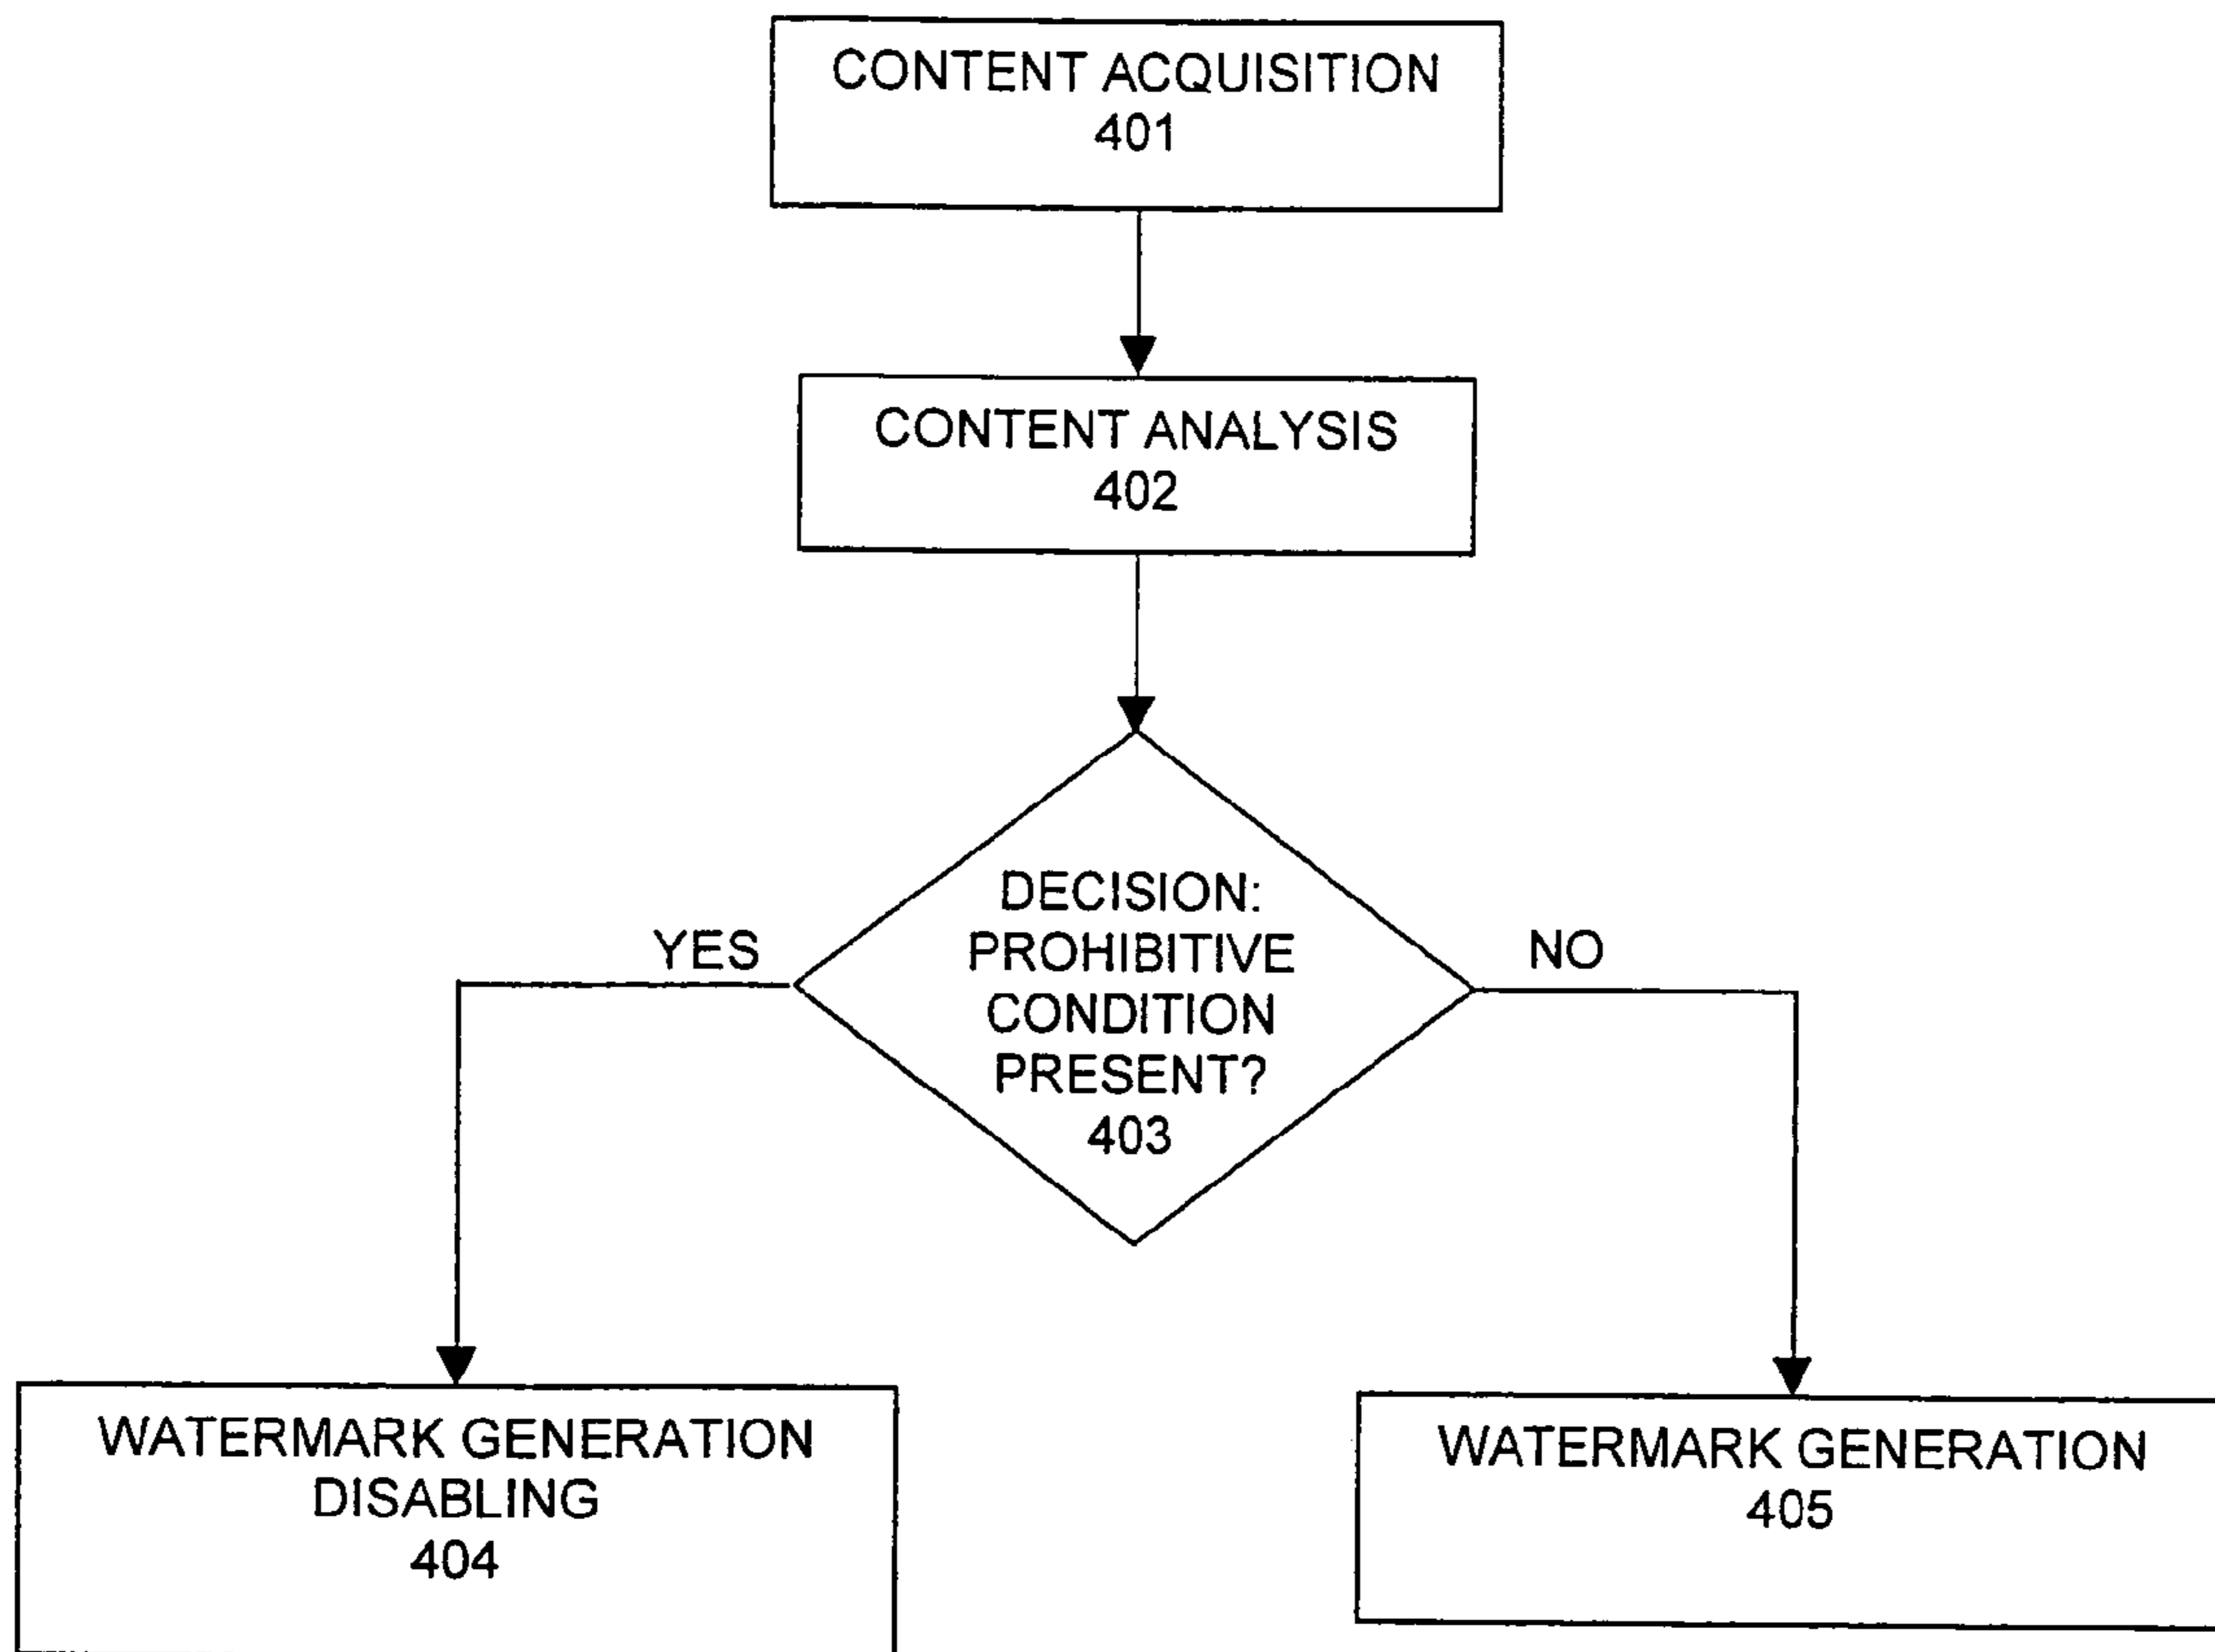 CONTENT ACQUISITION
401
CONTENT ANALYSIS
402
DECISION:
PROHIBITIVE
CONDITION
PRESENT?
403
YES
NO
WATERMARK GENERATION
DISABLING
404
WATERMARK GENERATION
405